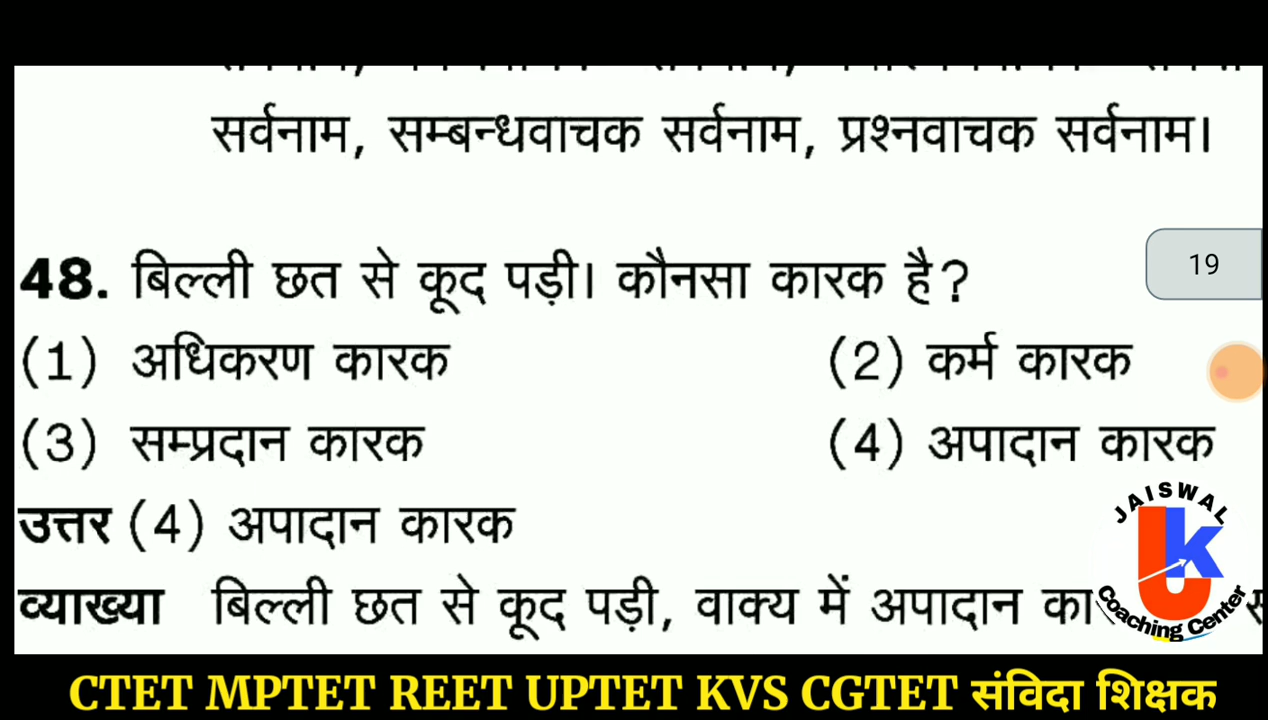 सर्वनाम, सम्बन्धवाचक सर्वनाम, प्रश्नवाचक सर्वनाम।
48. बिल्ली छत से कूद पड़ी। कौनसा कारक है?
19
(1) अधिकरण कारक (2) कर्म कारक
(3) सम्प्रदान कारक (4) अपादान कारक
उत्तर (4) अपादान कारक
व्याख्या बिल्ली छत से कूद पड़ी, वाक्य में अपादान का
JAISWAL
UK
Coaching Center
CTET MPTET REET UPTET KVS CGTET संविदा शिक्षक